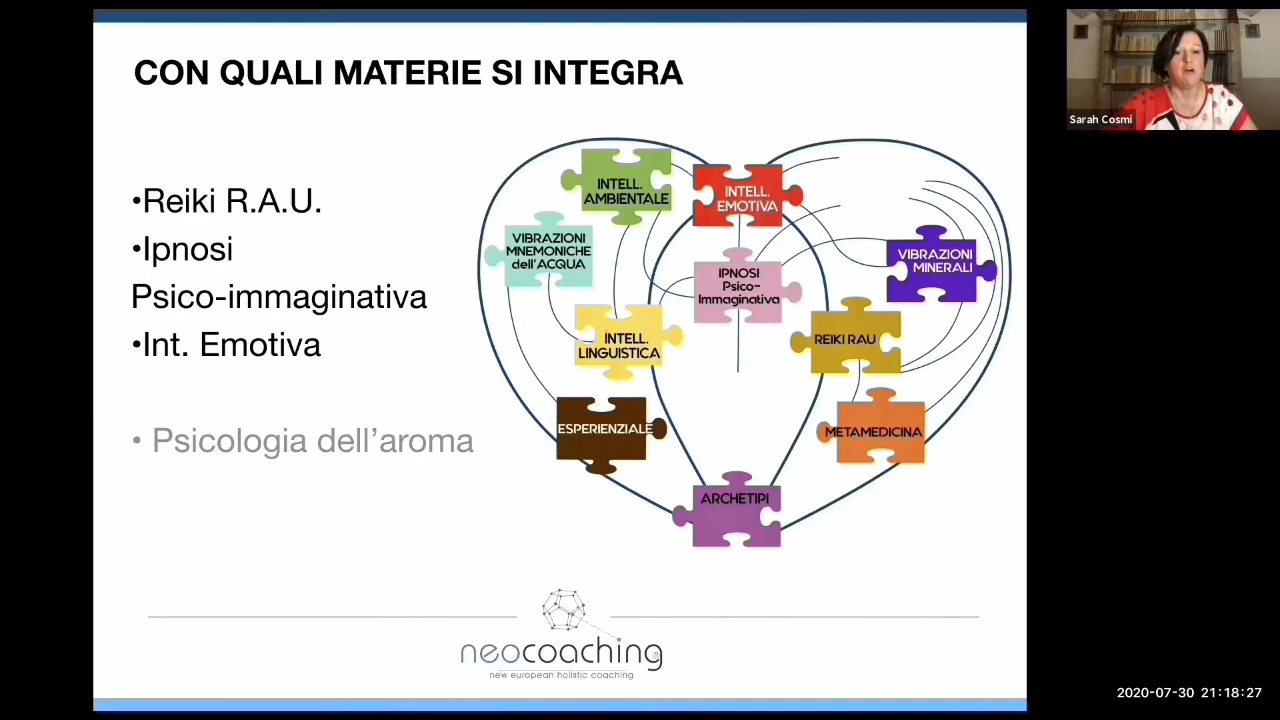 CON QUALI MATERIE SI INTEGRA
•Reiki R.A.U.
•Ipnosi
Psico-immaginativa
•Int. Emotiva
• Psicologia dell’aroma
INTELL.
AMBIENTALE
INTELL.
EMOTIVA
VIBRAZIONI
MNEMONICHE
dell'ACQUA
IPNOSI
Psico-
Immaginativa
VIBRAZIONI
MINERALI
INTELL.
LINGUISTICA
REIKI RAU
ESPERIENZIALE
METAMEDICINA
ARCHETIPI
neocoaching
new european holistic coaching
Sarah Cosmi
2020-07-30 21:18:27